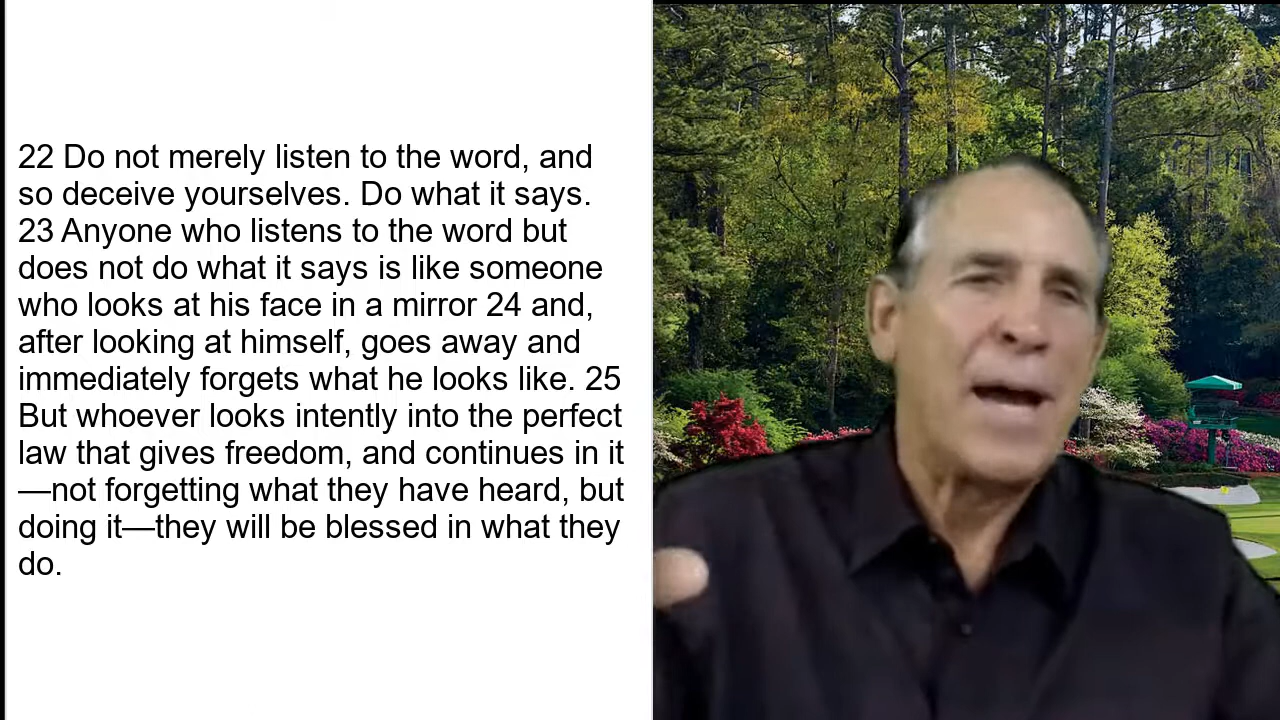 22 Do not merely listen to the word, and
so deceive yourselves. Do what it says.
23 Anyone who listens to the word but
does not do what it says is like someone
who looks at his face in a mirror 24 and,
after looking at himself, goes away and
immediately forgets what he looks like. 25
But whoever looks intently into the perfect
law that gives freedom, and continues in it
—not forgetting what they have heard, but
doing it—they will be blessed in what they
do.